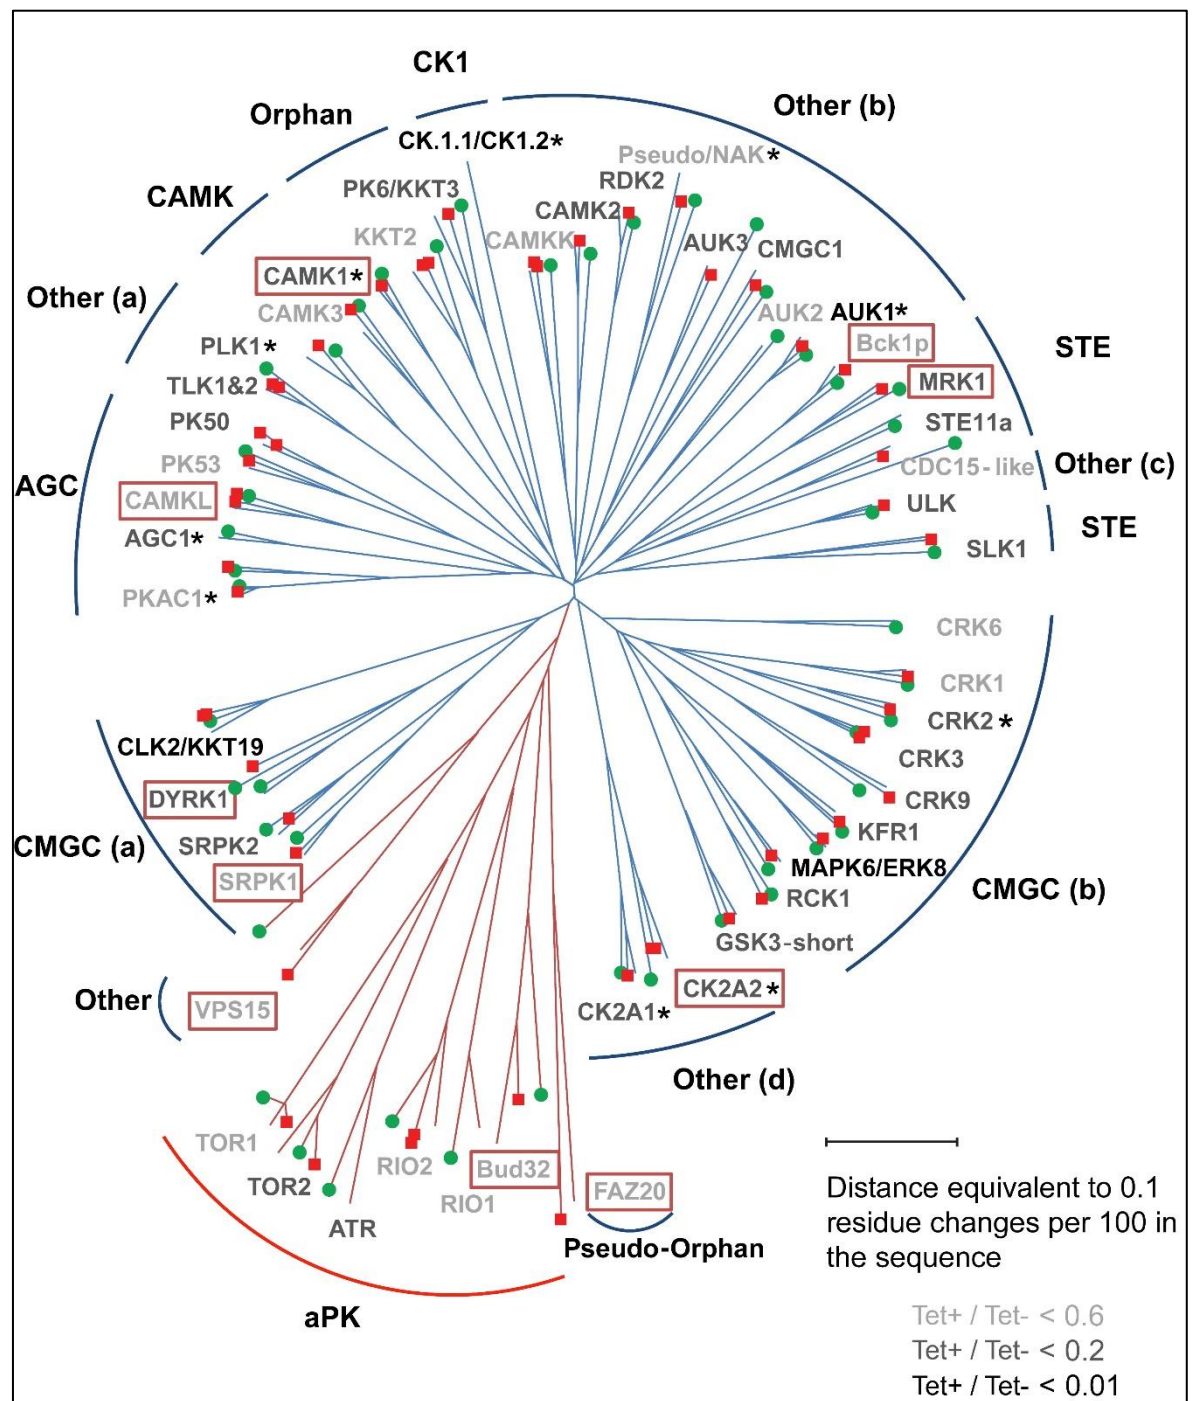 CK1
Orphan
Other (b)
CK.1.1/CK1.2*
Pseudo/NAK*
CAMK
PK6/KKT3
RDK2
CAMK2
KKT2
CAMKK
AUK3
CMGC1
CAMK1*
Other (a)
CAMK3
AUK2
AUK1*
Bck1p
STE
PLK1*
TLK1&2
MRK1
PK50
STE11a
PK53
CDC15-like
Other (c)
AGC
CAMKL
ULK
AGC1*
STE
SLK1
PKAC1*
CRK6
CRK1
CRK2*
CLK2/KKT19
CRK3
DYRK1
CRK9
KFR1
CMGC (a)
SRPK2
MAPK6/ERK8
SRPK1
RCK1
CMGC (b)
GSK3-short
Other
VPS15
CK2A1*
CK2A2*
Other (d)
TOR1
TOR2
ATR
RIO2
RIO1
Bud32
FAZ20
Pseudo-Orphan
aPK
Distance equivalent to 0.1
residue changes per 100 in
the sequence
Tet+ / Tet- < 0.6
Tet+ / Tet- < 0.2
Tet+ / Tet- < 0.01